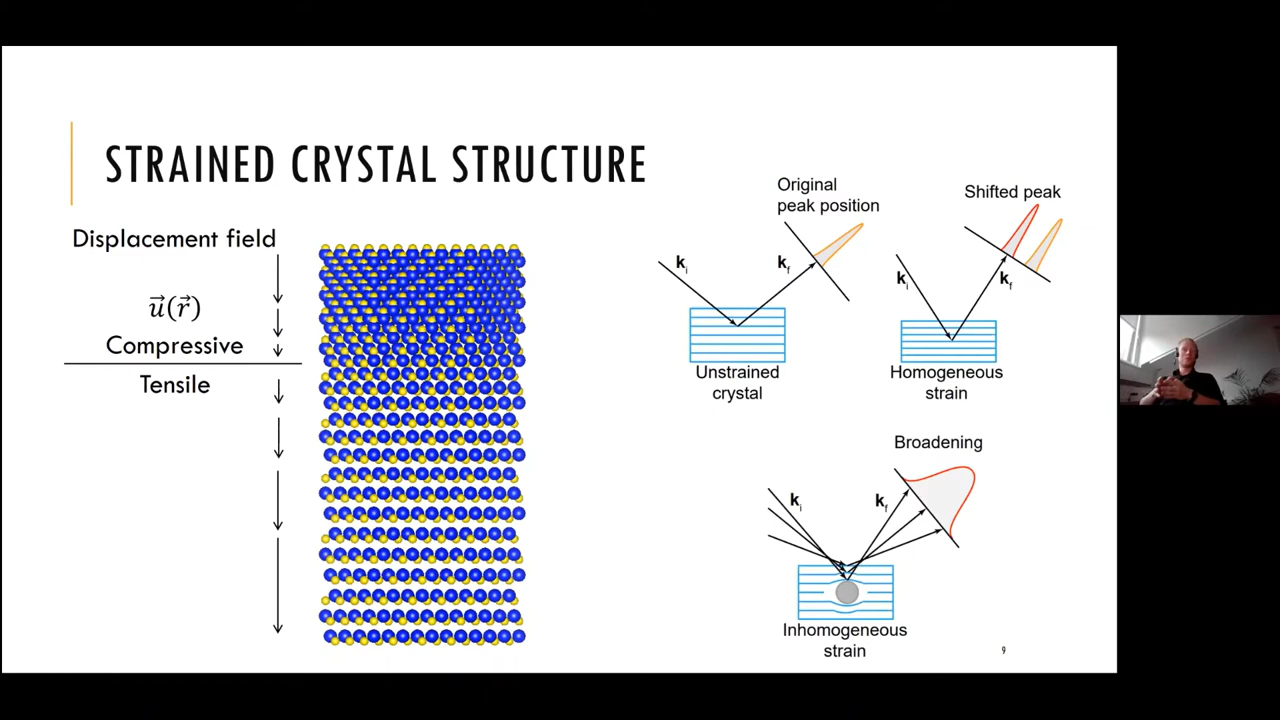 STRAINED CRYSTAL STRUCTURE
Displacement field
u⃗(r⃗)
Compressive
Tensile
Original
peak position
k_i
k_f
Unstrained
crystal
Shifted peak
k_i
k_f
Homogeneous
strain
Broadening
k_i
k_f
Inhomogeneous
strain
9